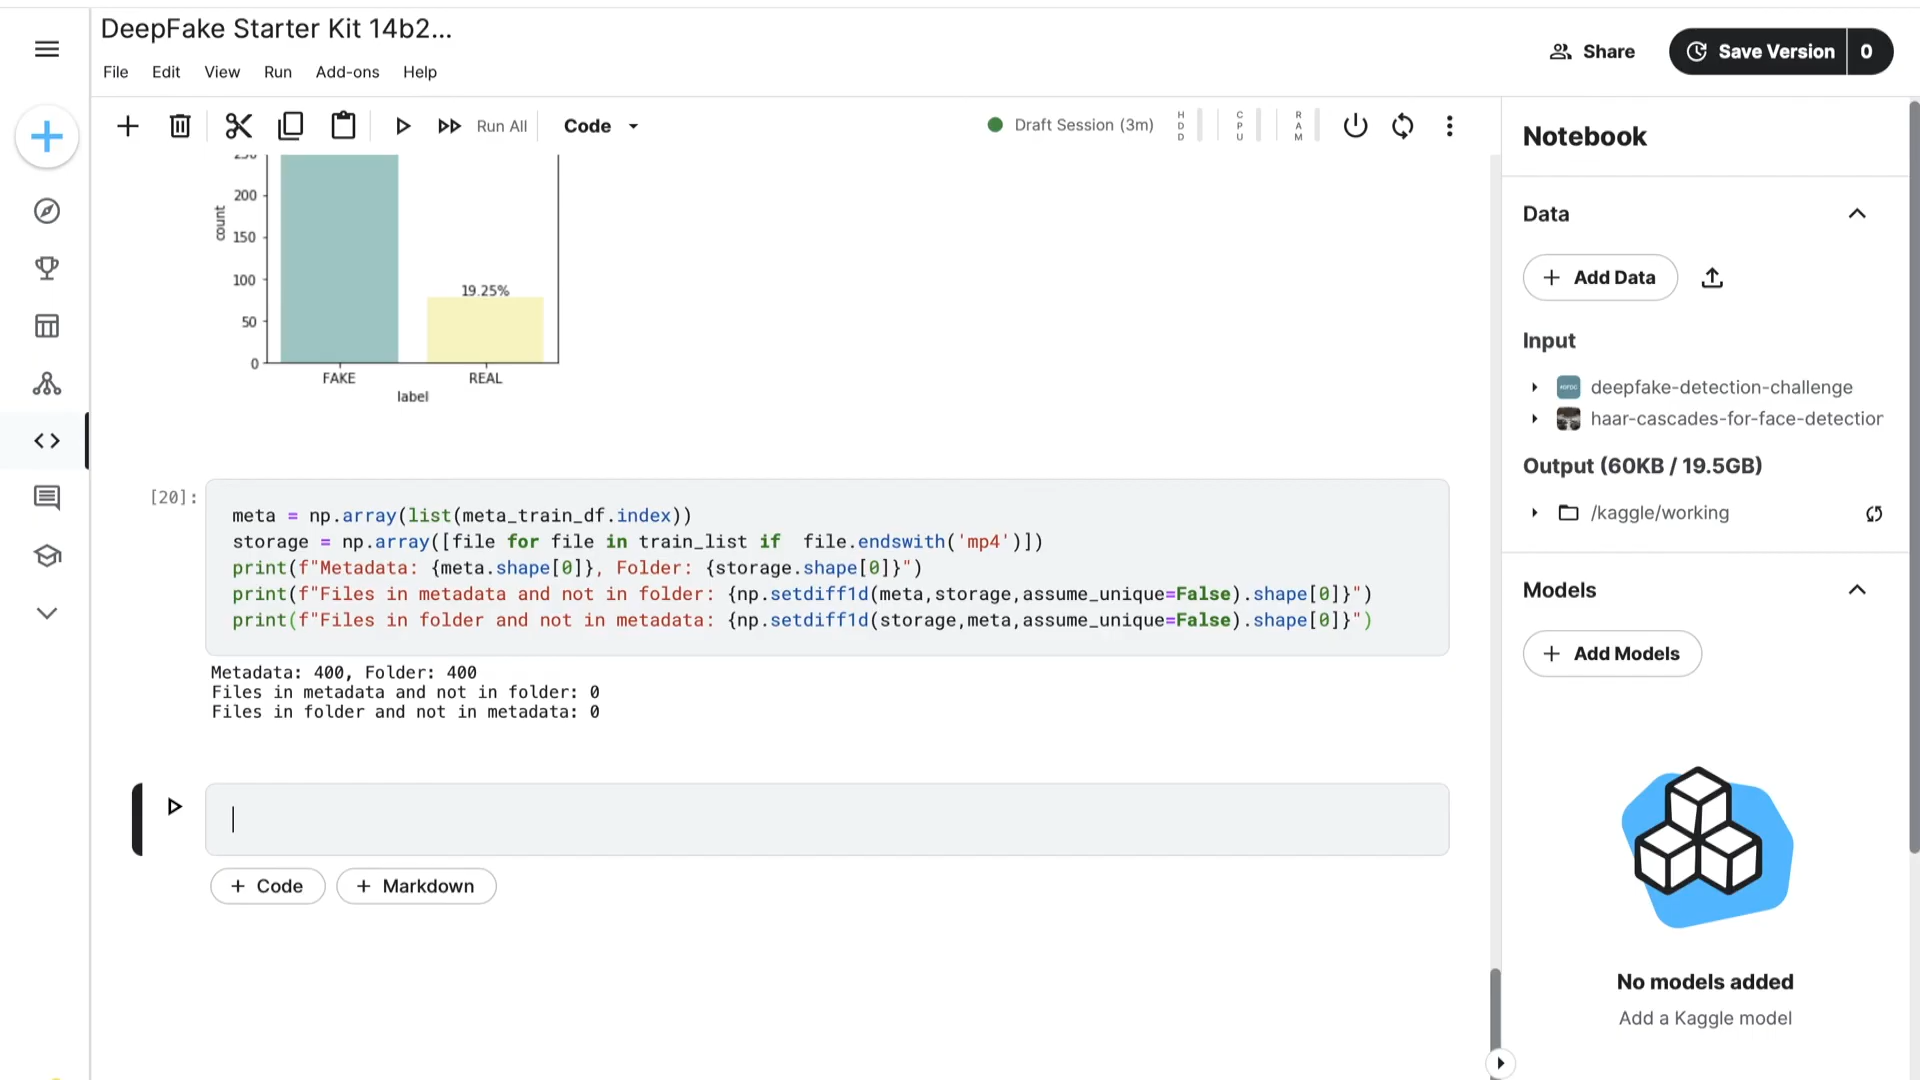 DeepFake Starter Kit 14b2...
File Edit View Run Add-ons Help
Share
Save Version 0
Run All
Code
Draft Session (3m)
HDD
CPU
RAM
250
200
150
100
50
0
count
19.25%
FAKE REAL
label
[20]:
meta = np.array(list(meta_train_df.index))
storage = np.array([file for file in train_list if  file.endswith('mp4')])
print(f"Metadata: {meta.shape[0]}, Folder: {storage.shape[0]}")
print(f"Files in metadata and not in folder: {np.setdiff1d(meta,storage,assume_unique=False).shape[0]}")
print(f"Files in folder and not in metadata: {np.setdiff1d(storage,meta,assume_unique=False).shape[0]}")
Metadata: 400, Folder: 400
Files in metadata and not in folder: 0
Files in folder and not in metadata: 0
+ Code + Markdown
Notebook
Data
+ Add Data
Input
deepfake-detection-challenge
haar-cascades-for-face-detection
Output (60KB / 19.5GB)
/kaggle/working
Models
+ Add Models
No models added
Add a Kaggle model